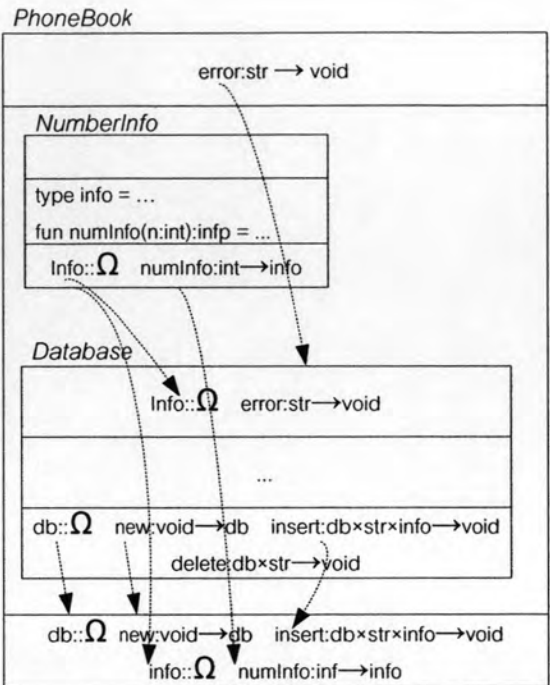 PhoneBook
error:str → void
NumberInfo
type info = ...
fun numInfo(n:int):infp = ...
Info::Ω numInfo:int→info
Database
Info::Ω error:str→void
...
db::Ω new:void→db insert:db×str×info→void
delete:db×str→void
db::Ω new:void→db insert:db×str×info→void
info::Ω numInfo:inf→info